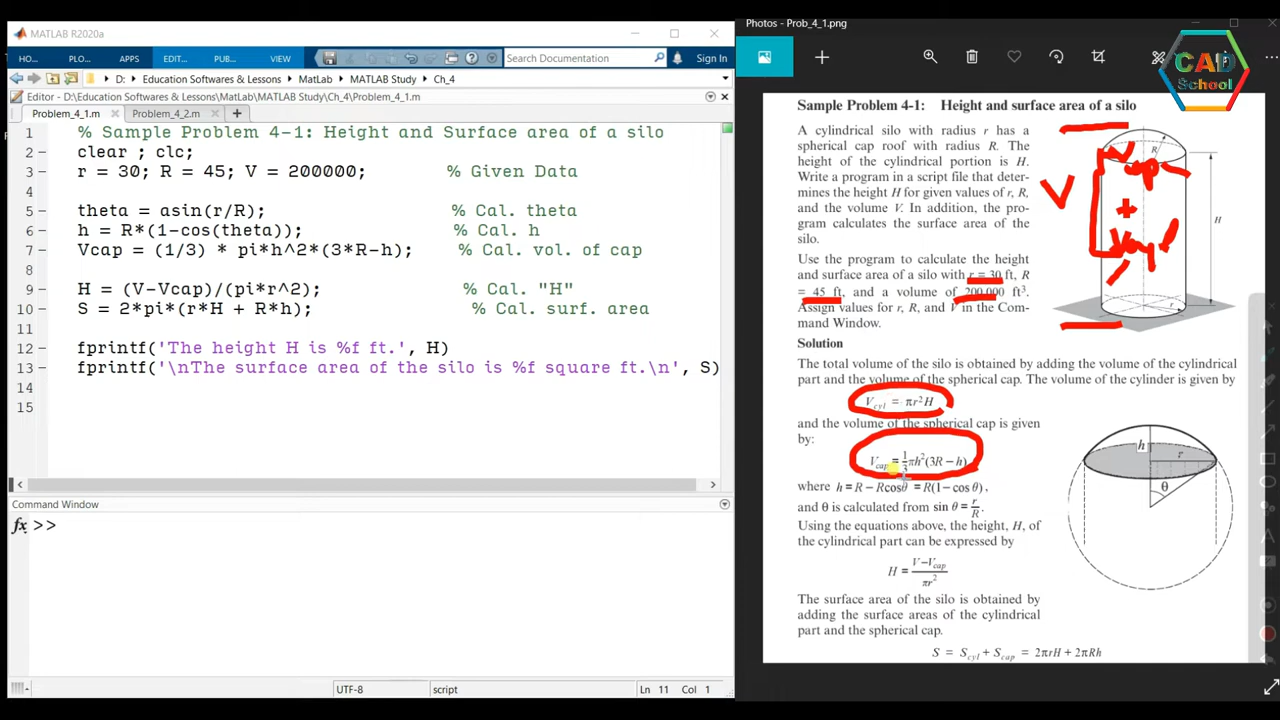 MATLAB R2020a
HO... PLO... APPS EDIT... PUB... VIEW Search Documentation Sign In
D: Education Softwares & Lessons MatLab MATLAB Study Ch_4
Editor - D:\Education Softwares & Lessons\MatLab\MATLAB Study\Ch_4\Problem_4_1.m
Problem_4_1.m Problem_4_2.m
1 % Sample Problem 4-1: Height and Surface area of a silo
2 clear ; clc;
3 r = 30; R = 45; V = 200000; % Given Data
4
5 theta = asin(r/R); % Cal. theta
6 h = R*(1-cos(theta)); % Cal. h
7 Vcap = (1/3) * pi*h^2*(3*R-h); % Cal. vol. of cap
8
9 H = (V-Vcap)/(pi*r^2); % Cal. "H"
10 S = 2*pi*(r*H + R*h); % Cal. surf. area
11
12 fprintf('The height H is %f ft.', H)
13 fprintf('\nThe surface area of the silo is %f square ft.\n', S)
14
15
Command Window
fx >>
UTF-8 script Ln 11 Col 1
Photos - Prob_4_1.png
CAD
School
Sample Problem 4-1: Height and surface area of a silo
A cylindrical silo with radius r has a
spherical cap roof with radius R. The
height of the cylindrical portion is H.
Write a program in a script file that deter-
mines the height H for given values of r, R,
and the volume V. In addition, the pro-
gram calculates the surface area of the
silo.
Use the program to calculate the height
and surface area of a silo with r = 30 ft, R
= 45 ft, and a volume of 200,000 ft³.
Assign values for r, R, and V in the Com-
mand Window.
R
H
r
V
Vcap
+
Solution
The total volume of the silo is obtained by adding the volume of the cylindrical
part and the volume of the spherical cap. The volume of the cylinder is given by
V_cyl = πr²H
and the volume of the spherical cap is given
by:
V_cap = 1/3 πh²(3R – h)
where h = R – Rcosθ = R(1 – cos θ),
and θ is calculated from sin θ = r/R.
Using the equations above, the height, H, of
the cylindrical part can be expressed by
H = (V – V_cap)/πr²
The surface area of the silo is obtained by
adding the surface areas of the cylindrical
part and the spherical cap.
S = S_cyl + S_cap = 2πrH + 2πRh
h
r
θ